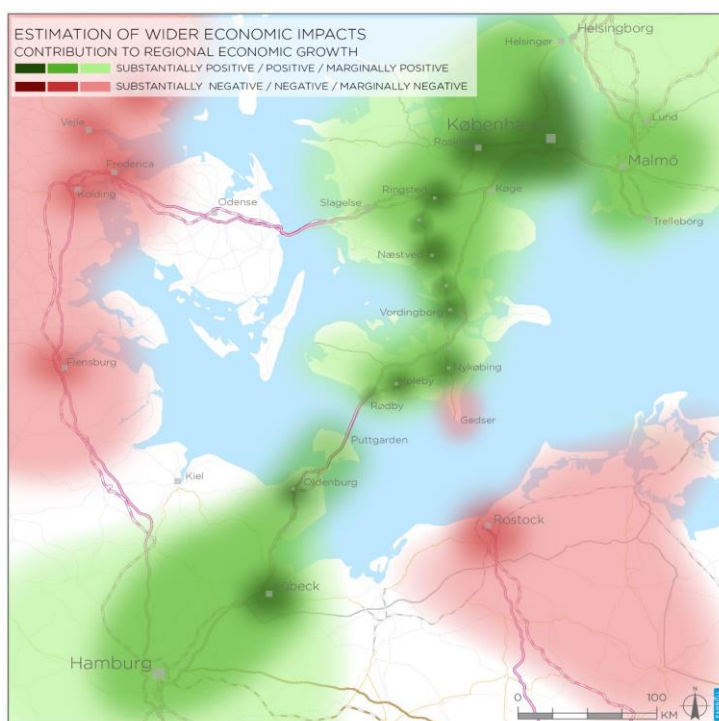 ESTIMATION OF WIDER ECONOMIC IMPACTS
CONTRIBUTION TO REGIONAL ECONOMIC GROWTH
SUBSTANTIALLY POSITIVE / POSITIVE / MARGINALLY POSITIVE
SUBSTANTIALLY NEGATIVE / NEGATIVE / MARGINALLY NEGATIVE
Helsingborg
Helsingør
Lund
Vejle
København
Roskilde
Malmö
Frederica
Kolding
Ringsted
Køge
Odense
Slagelse
Trelleborg
Næstved
Vordingborg
Flensburg
Nykøbing
Rødby
Gedser
Puttgarden
Kiel
Oldenburg
Rostock
Lübeck
Hamburg
0 100
KM
N